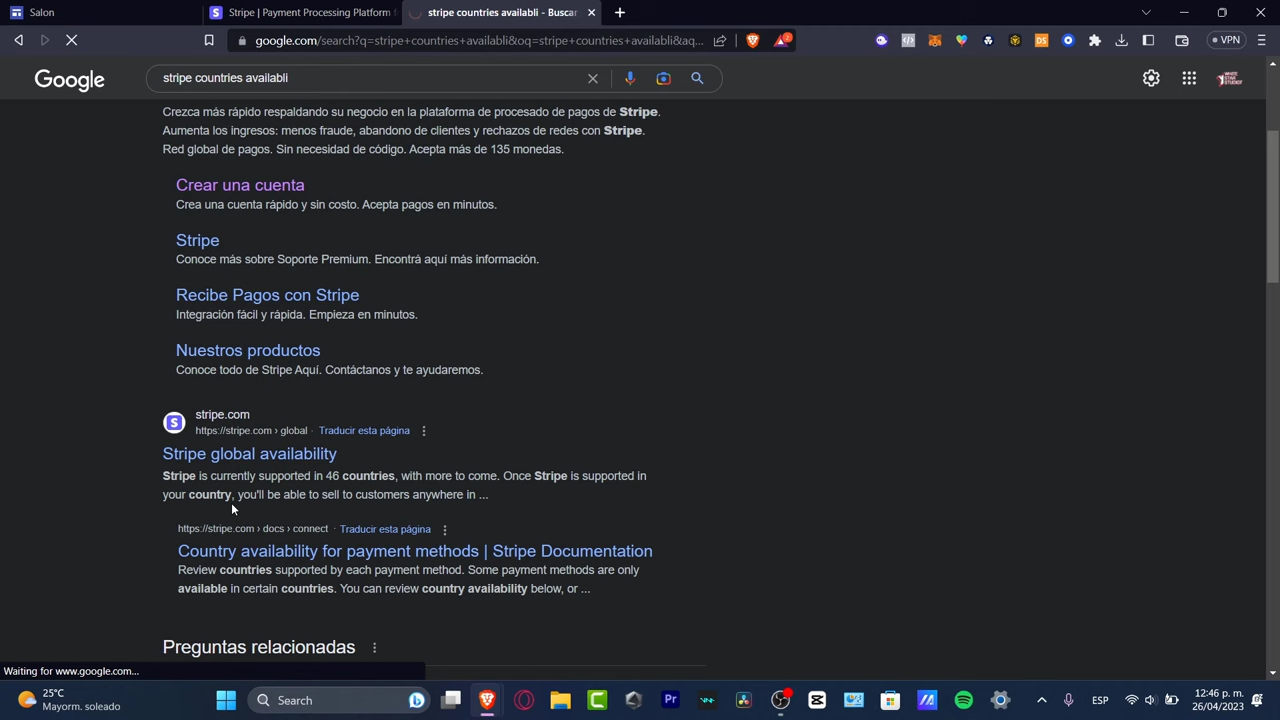 Salon
Stripe | Payment Processing Platform
stripe countries availabli - Buscar
google.com/search?q=stripe+countries+availabli&oq=stripe+countries+availabli&aq...
2
VPN
Google
stripe countries availabli
Crezca más rápido respaldando su negocio en la plataforma de procesado de pagos de Stripe.
Aumenta los ingresos: menos fraude, abandono de clientes y rechazos de redes con Stripe.
Red global de pagos. Sin necesidad de código. Acepta más de 135 monedas.
Crear una cuenta
Crea una cuenta rápido y sin costo. Acepta pagos en minutos.
Stripe
Conoce más sobre Soporte Premium. Encontrá aquí más información.
Recibe Pagos con Stripe
Integración fácil y rápida. Empieza en minutos.
Nuestros productos
Conoce todo de Stripe Aquí. Contáctanos y te ayudaremos.
S
stripe.com
https://stripe.com › global · Traducir esta página
Stripe global availability
Stripe is currently supported in 46 countries, with more to come. Once Stripe is supported in
your country, you'll be able to sell to customers anywhere in ...
https://stripe.com › docs › connect · Traducir esta página
Country availability for payment methods | Stripe Documentation
Review countries supported by each payment method. Some payment methods are only
available in certain countries. You can review country availability below, or ...
Preguntas relacionadas
Waiting for www.google.com...
25°C
Mayorm. soleado
Search
Pr
ESP
12:46 p. m.
26/04/2023